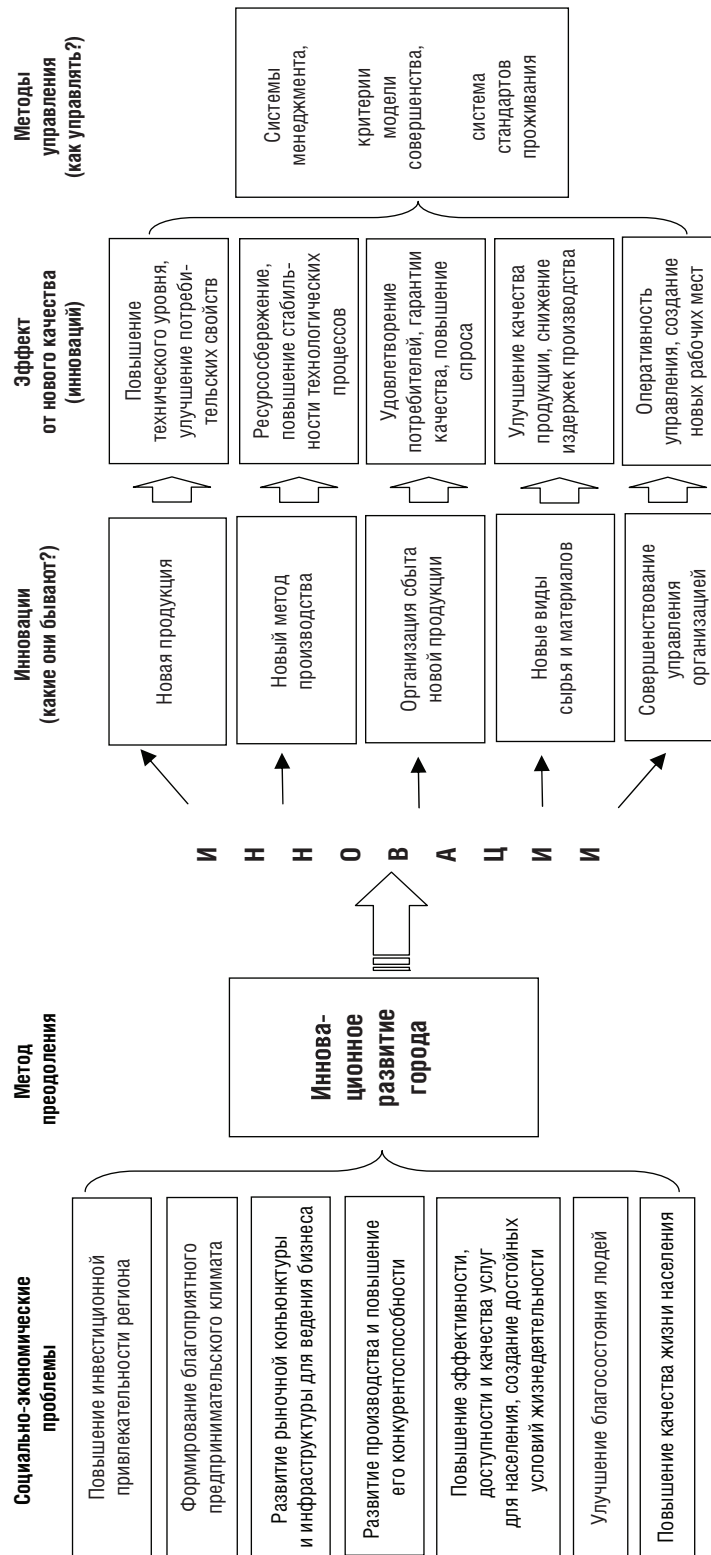 Социально-экономические
проблемы
Повышение инвестиционной
привлекательности региона
Формирование благоприятного
предпринимательского климата
Развитие рыночной конъюнктуры
и инфраструктуры для ведения бизнеса
Развитие производства и повышение
его конкурентоспособности
Повышение эффективности,
доступности и качества услуг
для населения, создание достойных
условий жизнедеятельности
Улучшение благосостояния людей
Повышение качества жизни населения
Метод
преодоления
Иннова-
ционное
развитие
города
И
Н
Н
О
В
А
Ц
И
И
Инновации
(какие они бывают?)
Новая продукция
Новый метод
производства
Организация сбыта
новой продукции
Новые виды
сырья и материалов
Совершенствование
управления
организацией
Эффект
от нового качества
(инноваций)
Повышение
технического уровня,
улучшение потреби-
тельских свойств
Ресурсосбережение,
повышение стабиль-
ности технологических
процессов
Удовлетворение
потребителей, гарантии
качества, повышение
спроса
Улучшение качества
продукции, снижение
издержек производства
Оперативность
управления, создание
новых рабочих мест
Методы
управления
(как управлять?)
Системы
менеджмента,
критерии
модели
совершенства,
система
стандартов
проживания